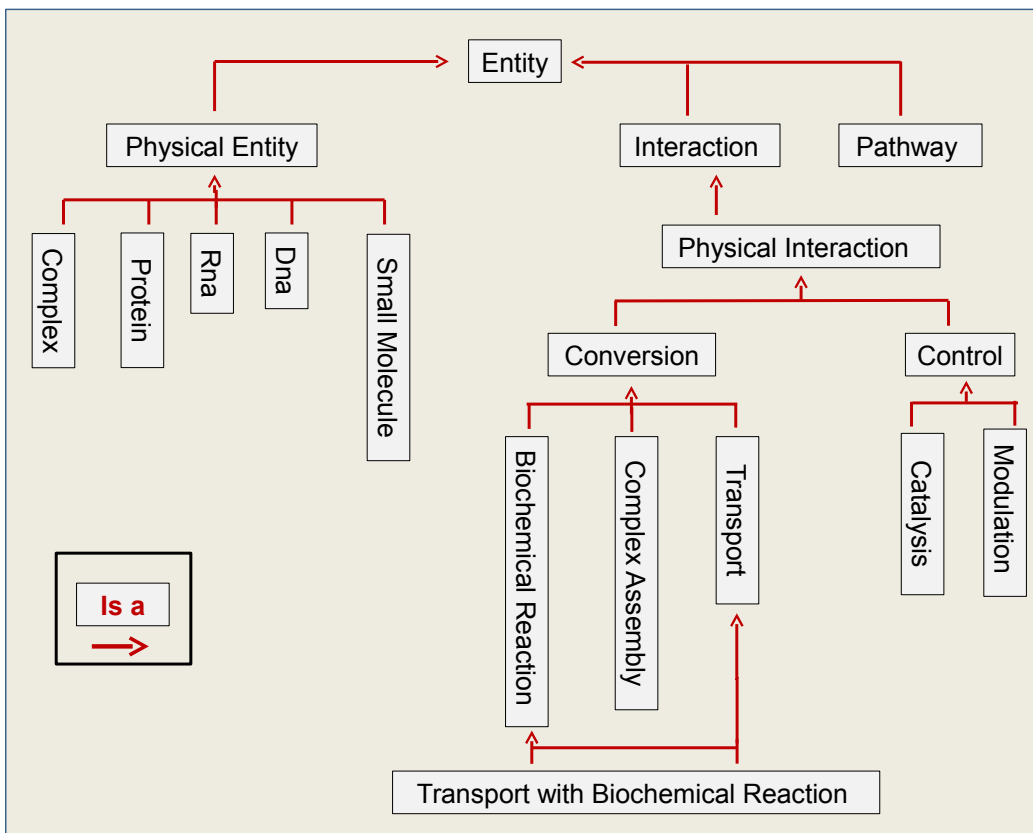 Entity
Physical Entity
Interaction
Pathway
Complex
Protein
Rna
Dna
Small Molecule
Physical Interaction
Conversion
Control
Biochemical Reaction
Complex Assembly
Transport
Catalysis
Modulation
Is a
Transport with Biochemical Reaction